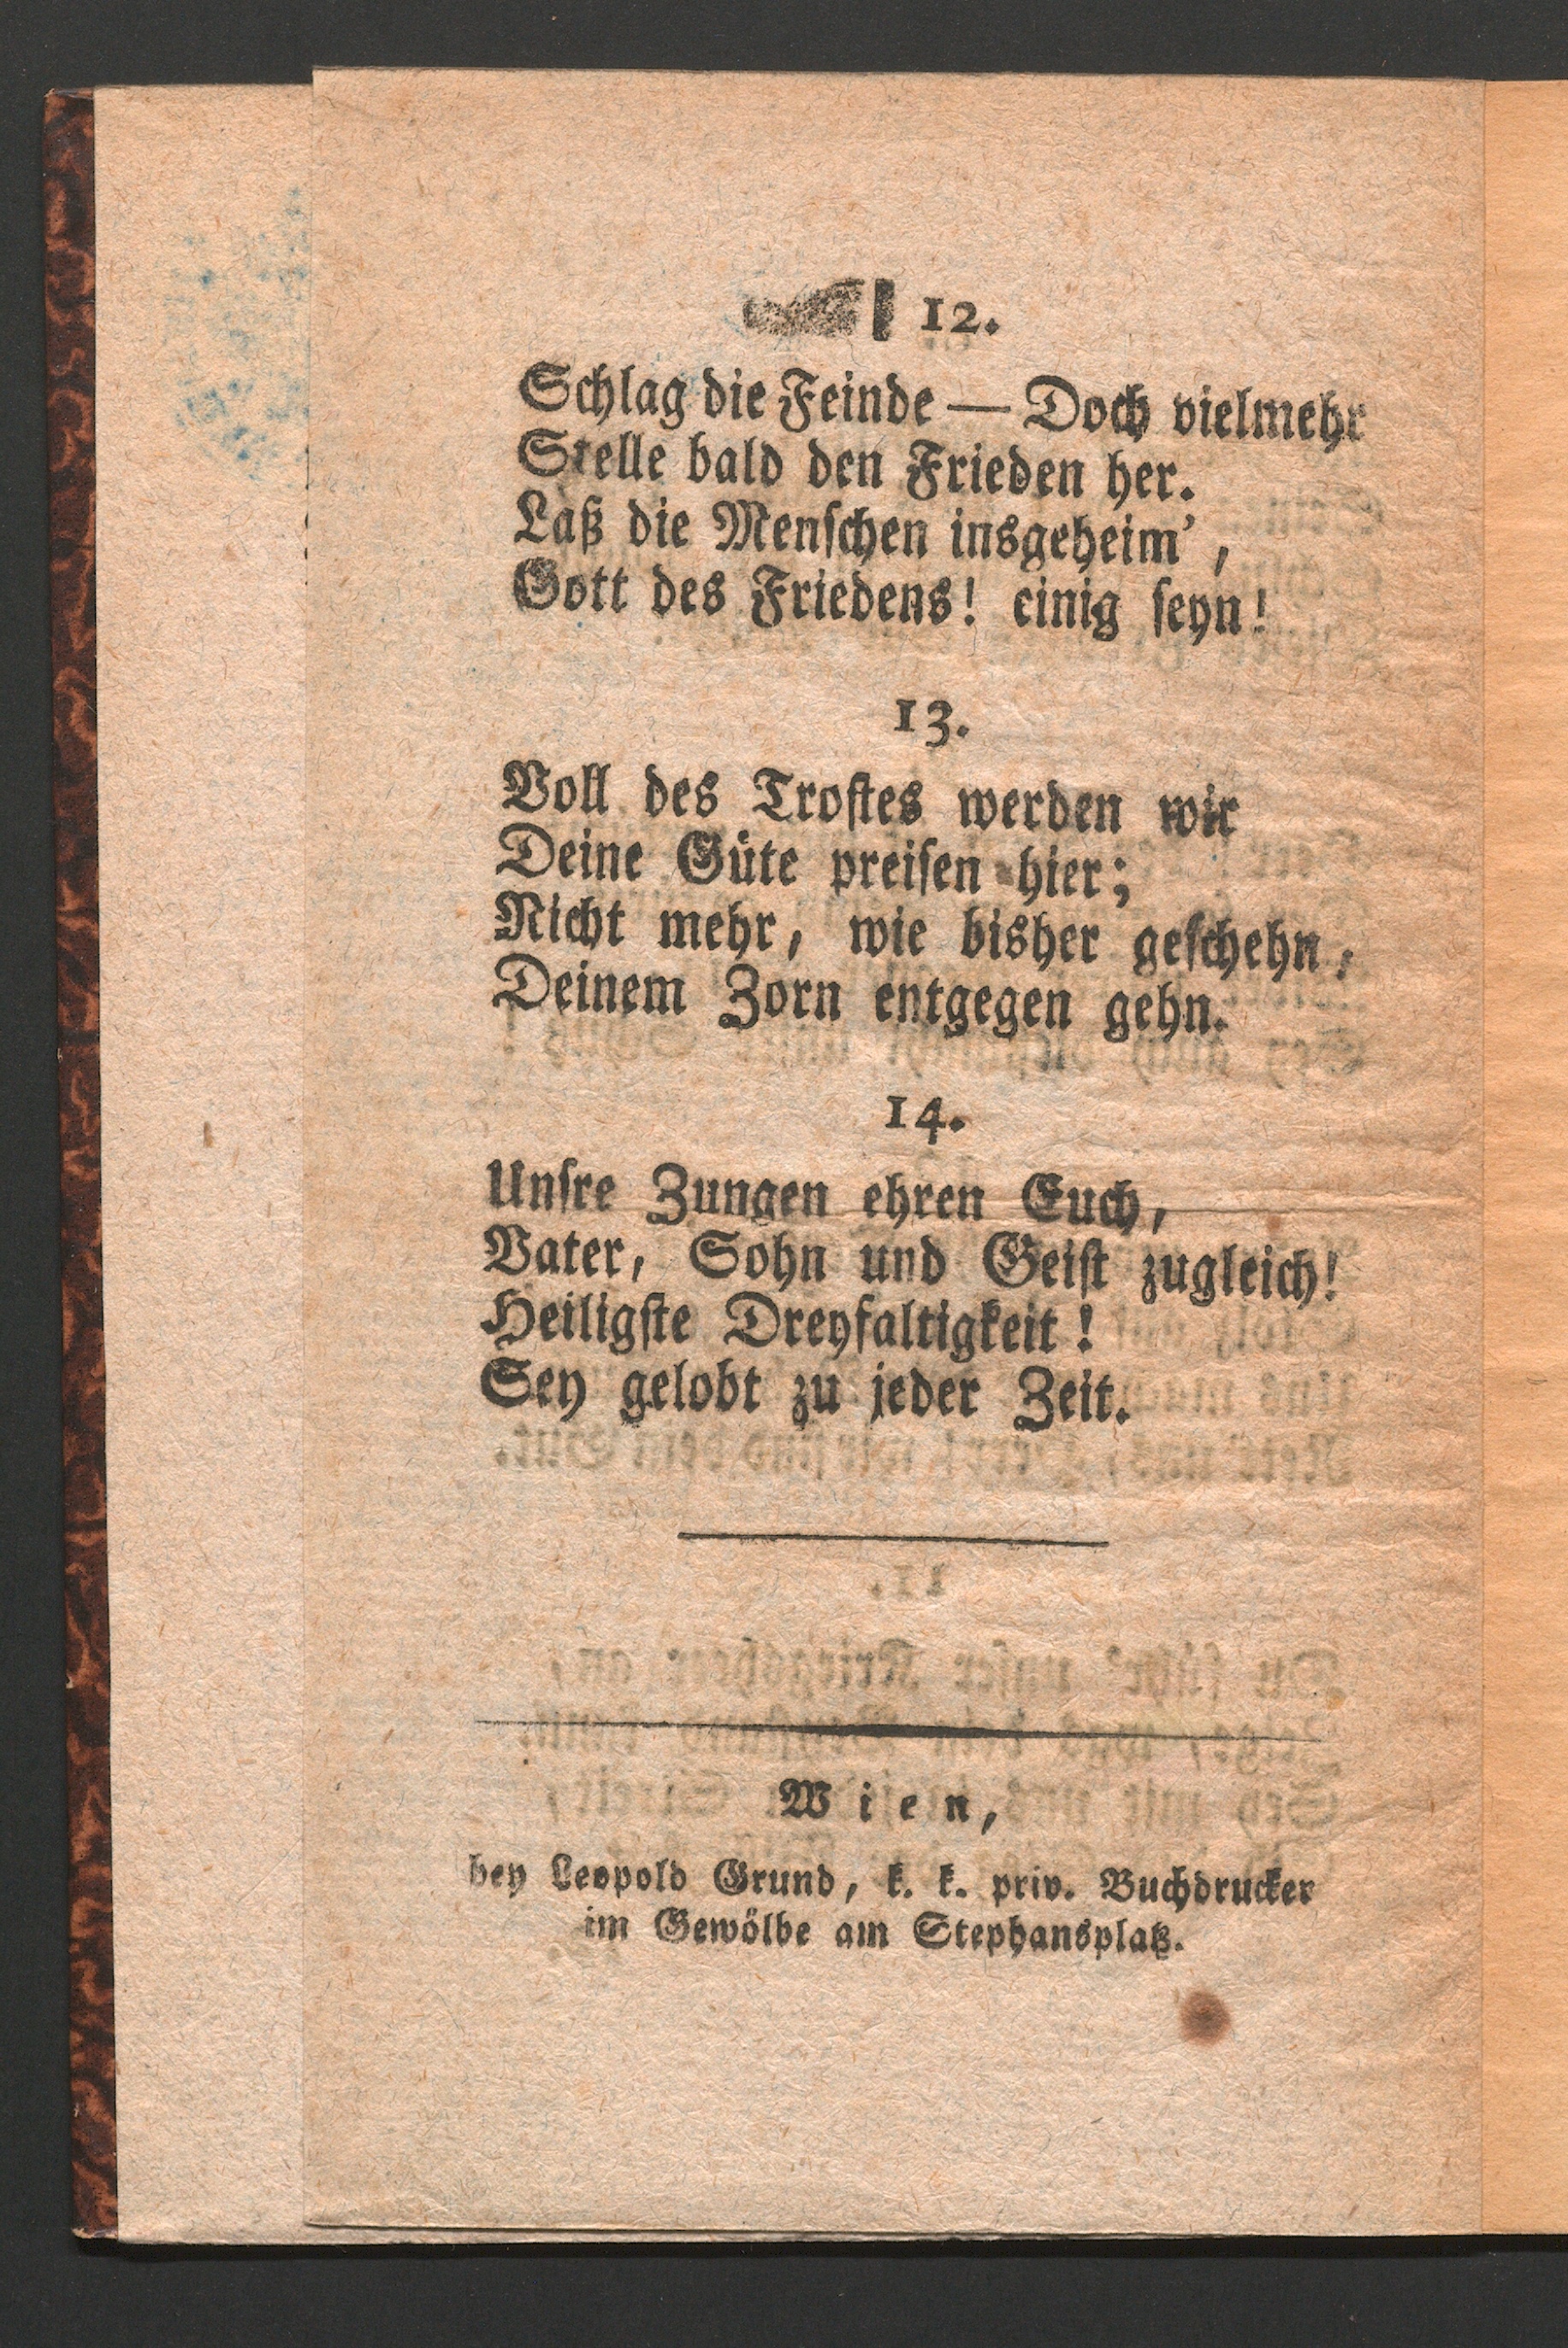 12.
Schlag die Feinde — Doch vielmehr
Stelle bald den Frieden her.
Laß die Menschen insgeheim',
Gott des Friedens! einig seyn!
13.
Voll des Trostes werden wir
Deine Güte preisen hier;
Nicht mehr, wie bisher geschehn,
Deinem Zorn entgegen gehn.
14.
Unsre Zungen ehren Euch,
Vater, Sohn und Geist zugleich!
Heiligste Dreyfaltigkeit!
Sey gelobt zu jeder Zeit.
Wien,
bey Leopold Grund, k. k. priv. Buchdrucker
im Gewölbe am Stephansplatz.